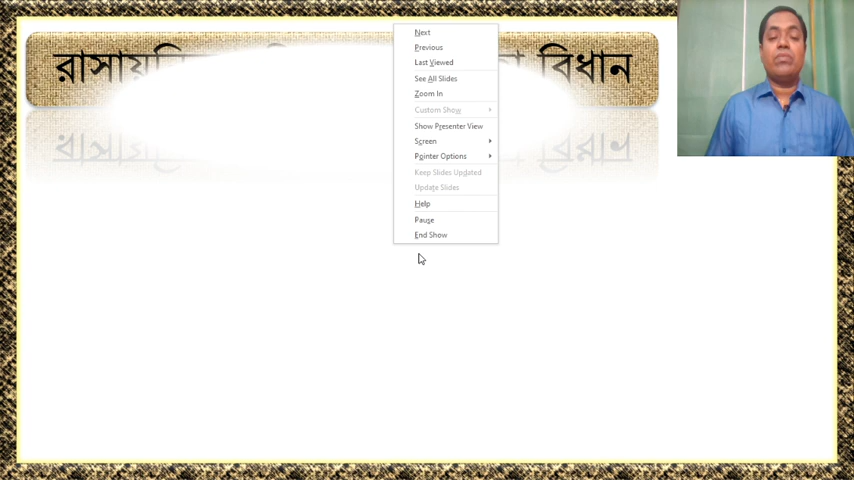 বিধান
Next
Previous
Last Viewed
See All Slides
Zoom In
Custom Show
Show Presenter View
Screen
Pointer Options
Keep Slides Updated
Update Slides
Help
Pause
End Show